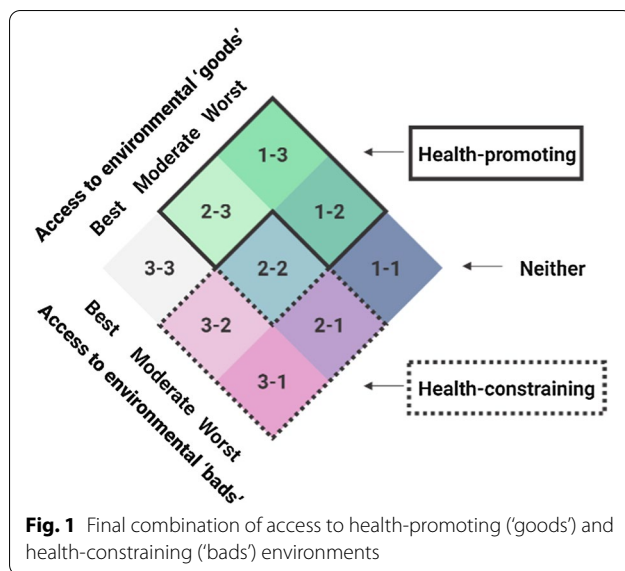 Access to environmental ‘goods’
Best Moderate Worst
1-3
Health-promoting
2-3
1-2
3-3
2-2
1-1
Neither
3-2
2-1
3-1
Health-constraining
Best Moderate Worst
Access to environmental ‘bads’
Fig. 1 Final combination of access to health-promoting (‘goods’) and
health-constraining (‘bads’) environments